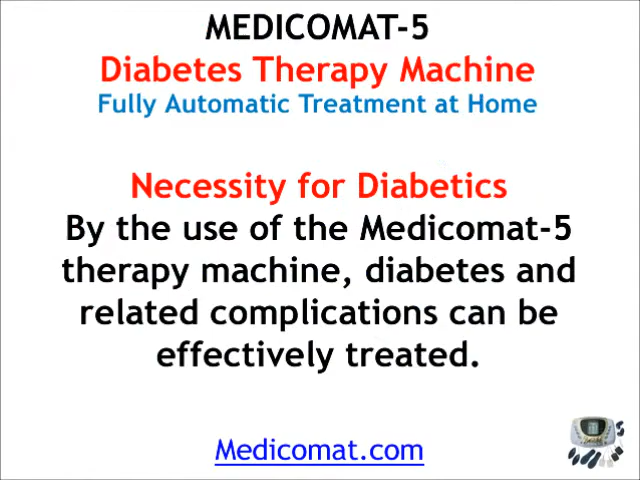 MEDICOMAT-5
Diabetes Therapy Machine
Fully Automatic Treatment at Home
Necessity for Diabetics
By the use of the Medicomat-5
therapy machine, diabetes and
related complications can be
effectively treated.
Medicomat.com